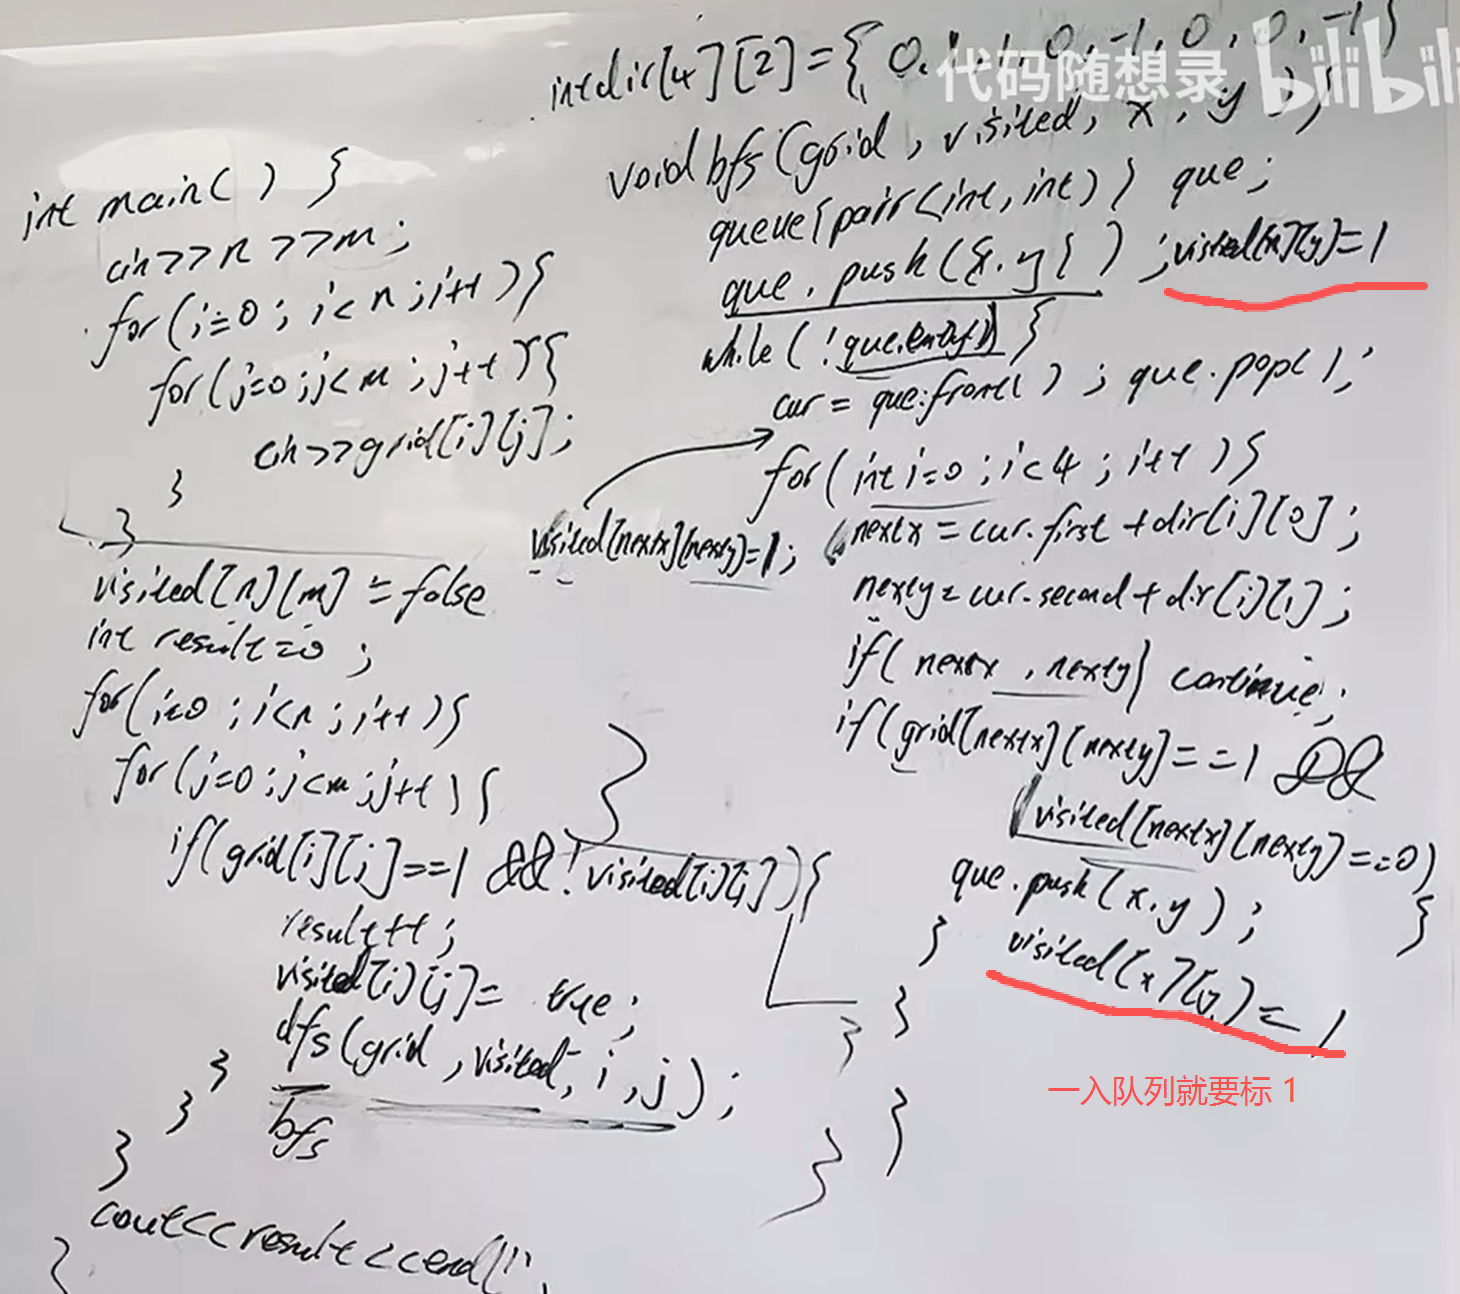 int main() {
cin>>n>>m;
for(i=0; i<n; i++){
for(j=0;j<m;j++){
cin>>grid[i][j];
}
}
visited[n][m] = false
int result=0;
for(i=0;i<n;i++){
for(j=0;j<m;j++){
if(grid[i][j]==1 && !visited[i][j]){
result++;
visited[i][j]= true;
dfs(grid,visited,i,j);
bfs
}
}
}
cout<<result<<endl;
}
int dir[4][2]={0,1,1,0,-1,0,0,-1}
代码随想录 bilibili
void bfs(grid, visited, x, y){
queue{pair<int,int>} que;
que.push({x,y}) ;visited[x][y]=1
while(!que.empty()){
cur = que.front(); que.pop();
for(int i=0;i<4;i++){
visited[nextx][nexty]=1;
nextx = cur.first+dir[i][0];
nexty=cur.second+dir[i][1];
if(nextx,nexty) continue;
if(grid[nextx][nexty]==1 &&
visited[nextx][nexty]==0)
que.push(x,y);
}
visited[x][y]=1
}
}
}
}
}
}
一入队列就要标 1